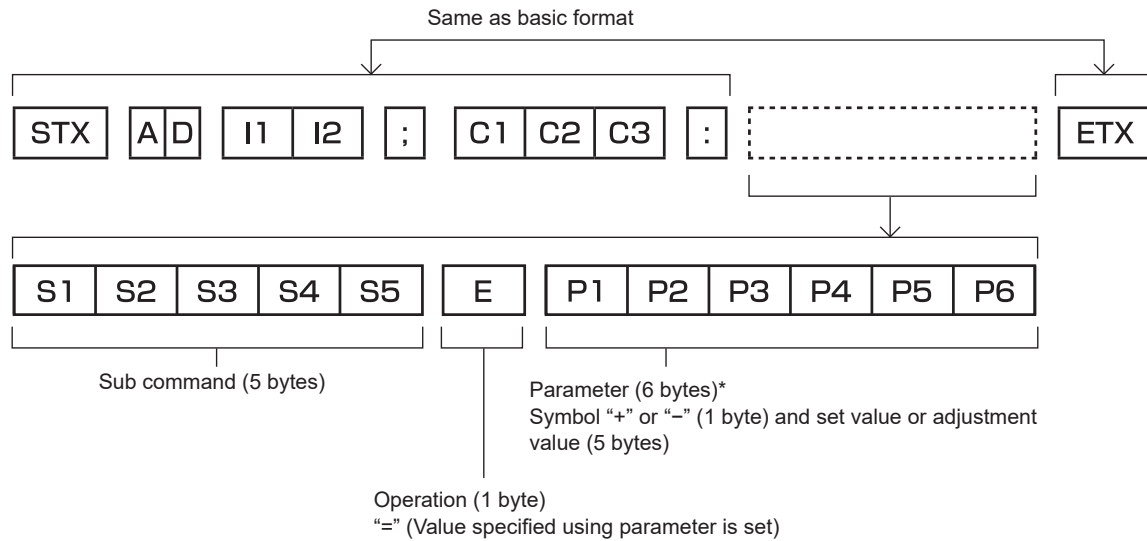 Same as basic format
STX A D I1 I2 ; C1 C2 C3 : ETX
S1 S2 S3 S4 S5 E P1 P2 P3 P4 P5 P6
Sub command (5 bytes)
Parameter (6 bytes)*
Symbol “+” or “−” (1 byte) and set value or adjustment
value (5 bytes)
Operation (1 byte)
“=” (Value specified using parameter is set)